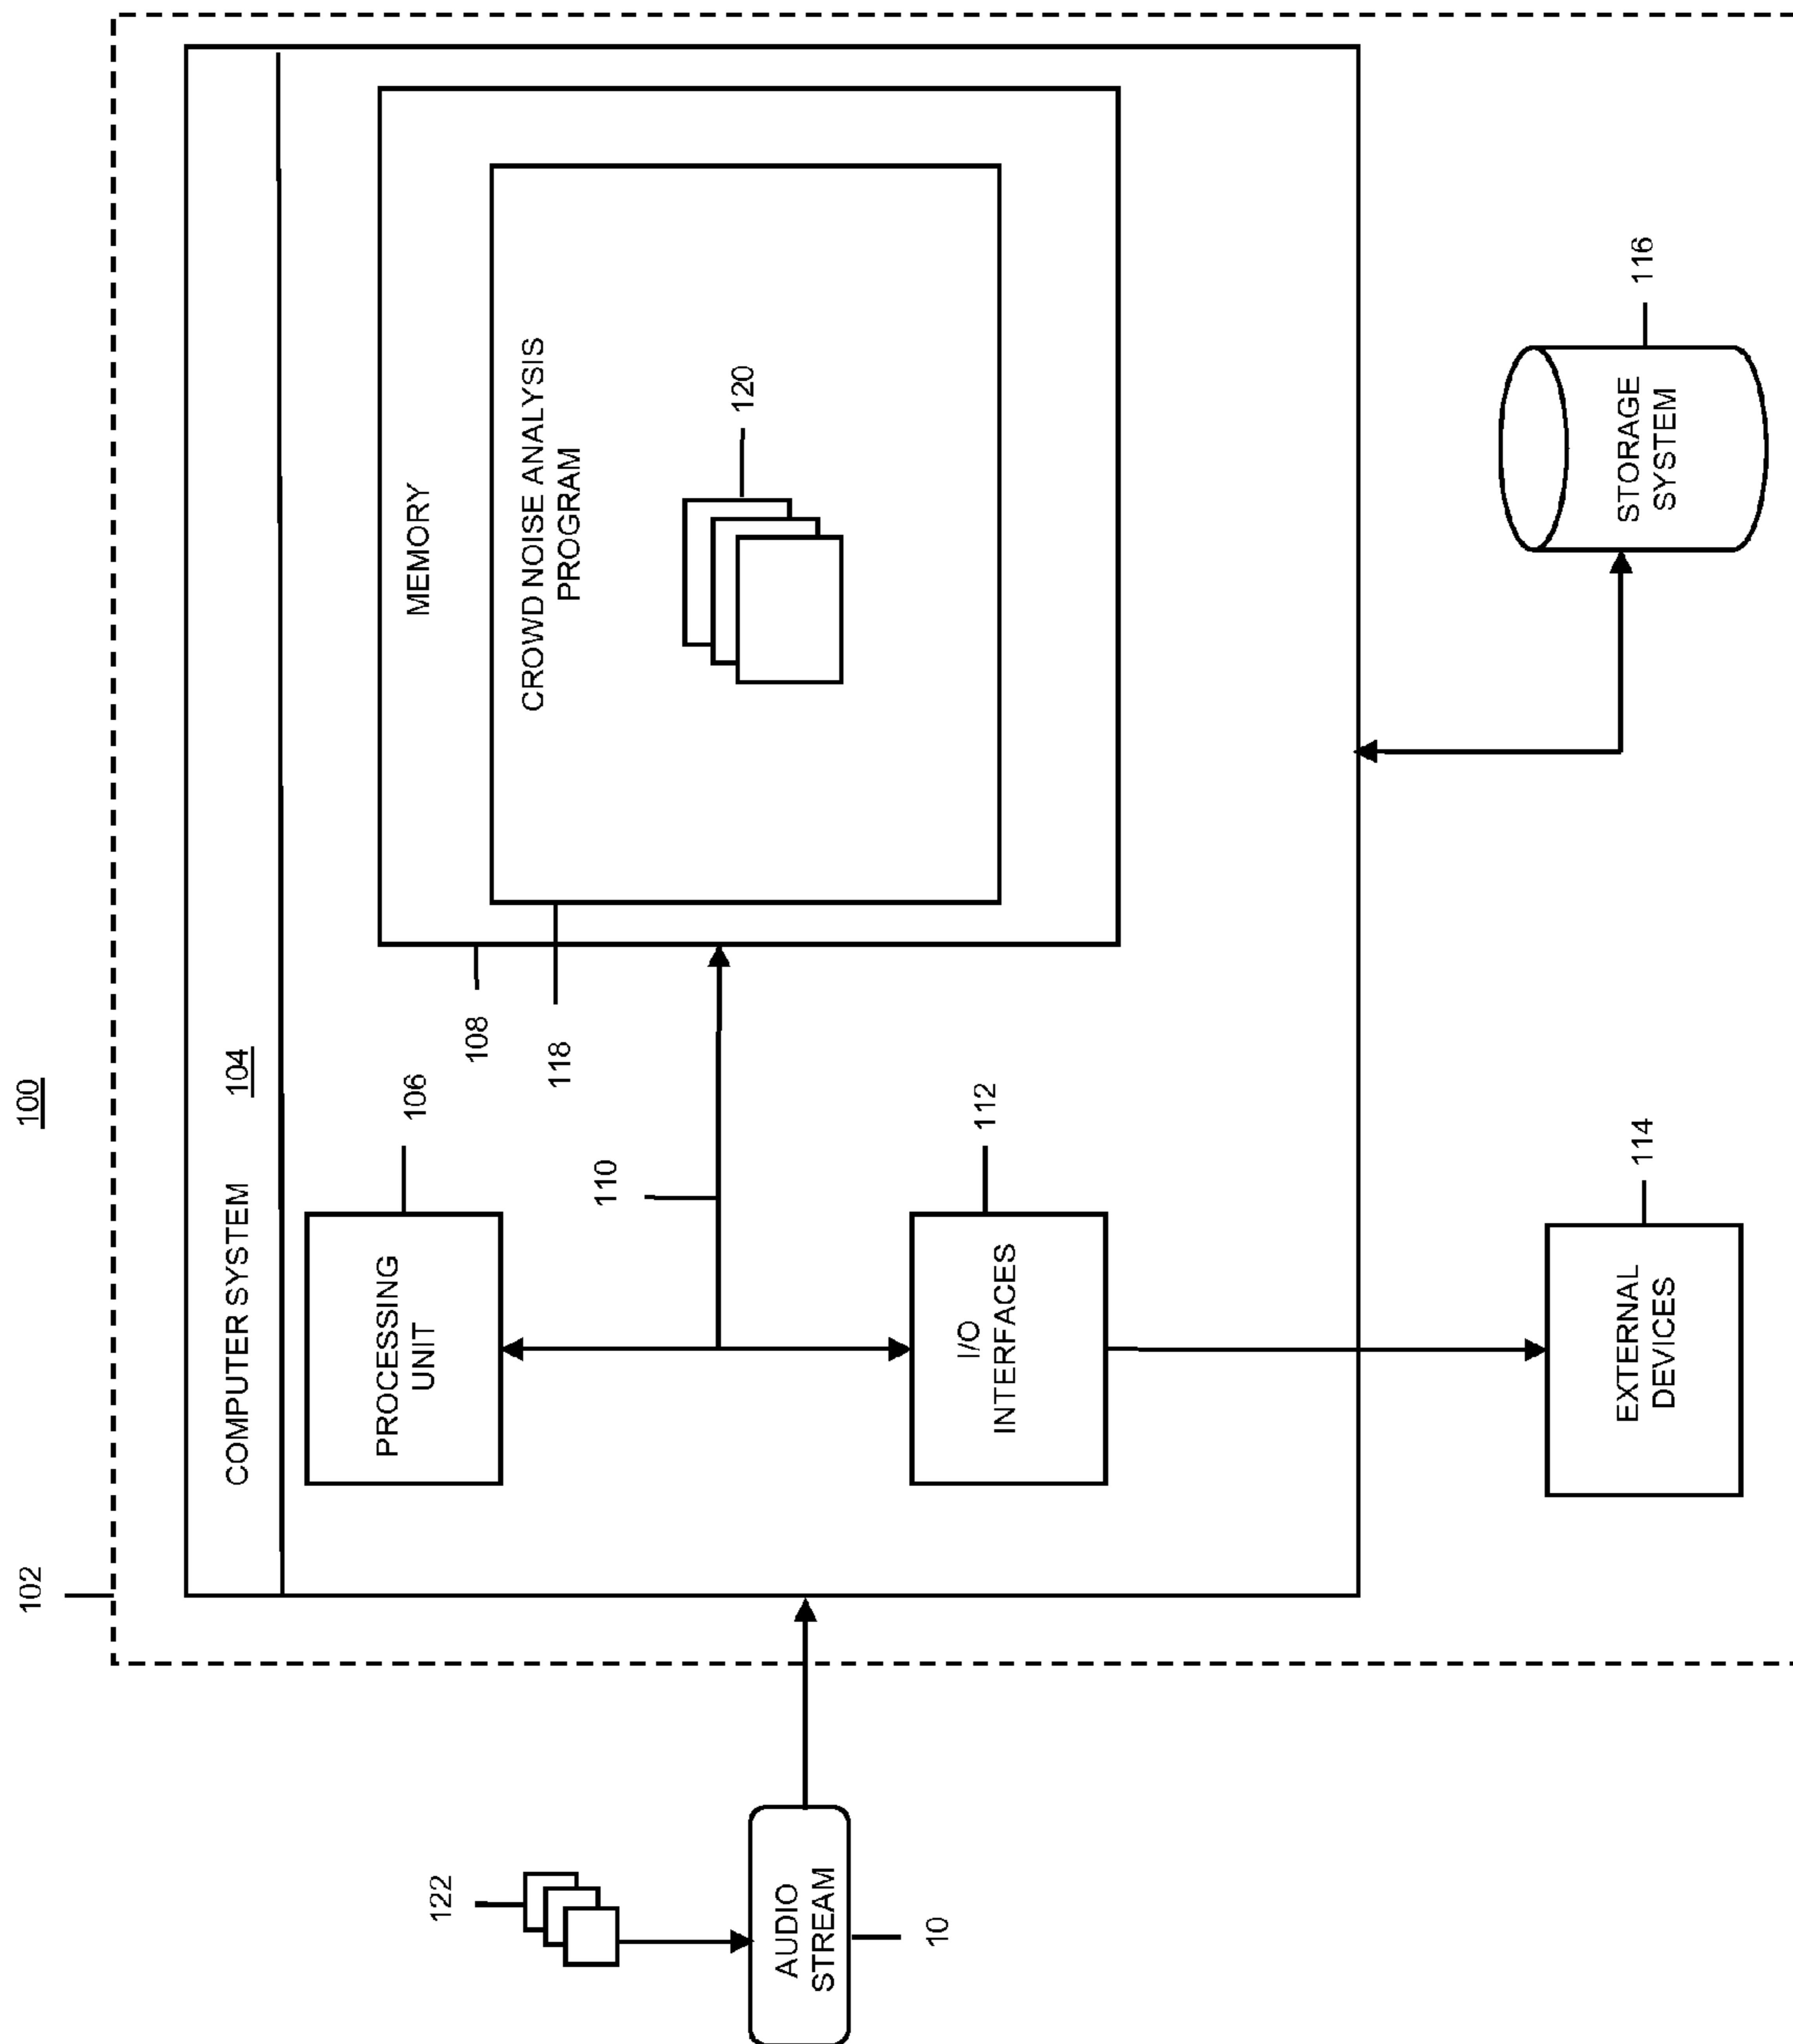 100
102
COMPUTER SYSTEM 104
PROCESSING
UNIT
106
MEMORY
108
CROWD NOISE ANALYSIS
PROGRAM
118
120
110
I/O
INTERFACES
112
122
AUDIO
STREAM
10
EXTERNAL
DEVICES
114
STORAGE
SYSTEM
116